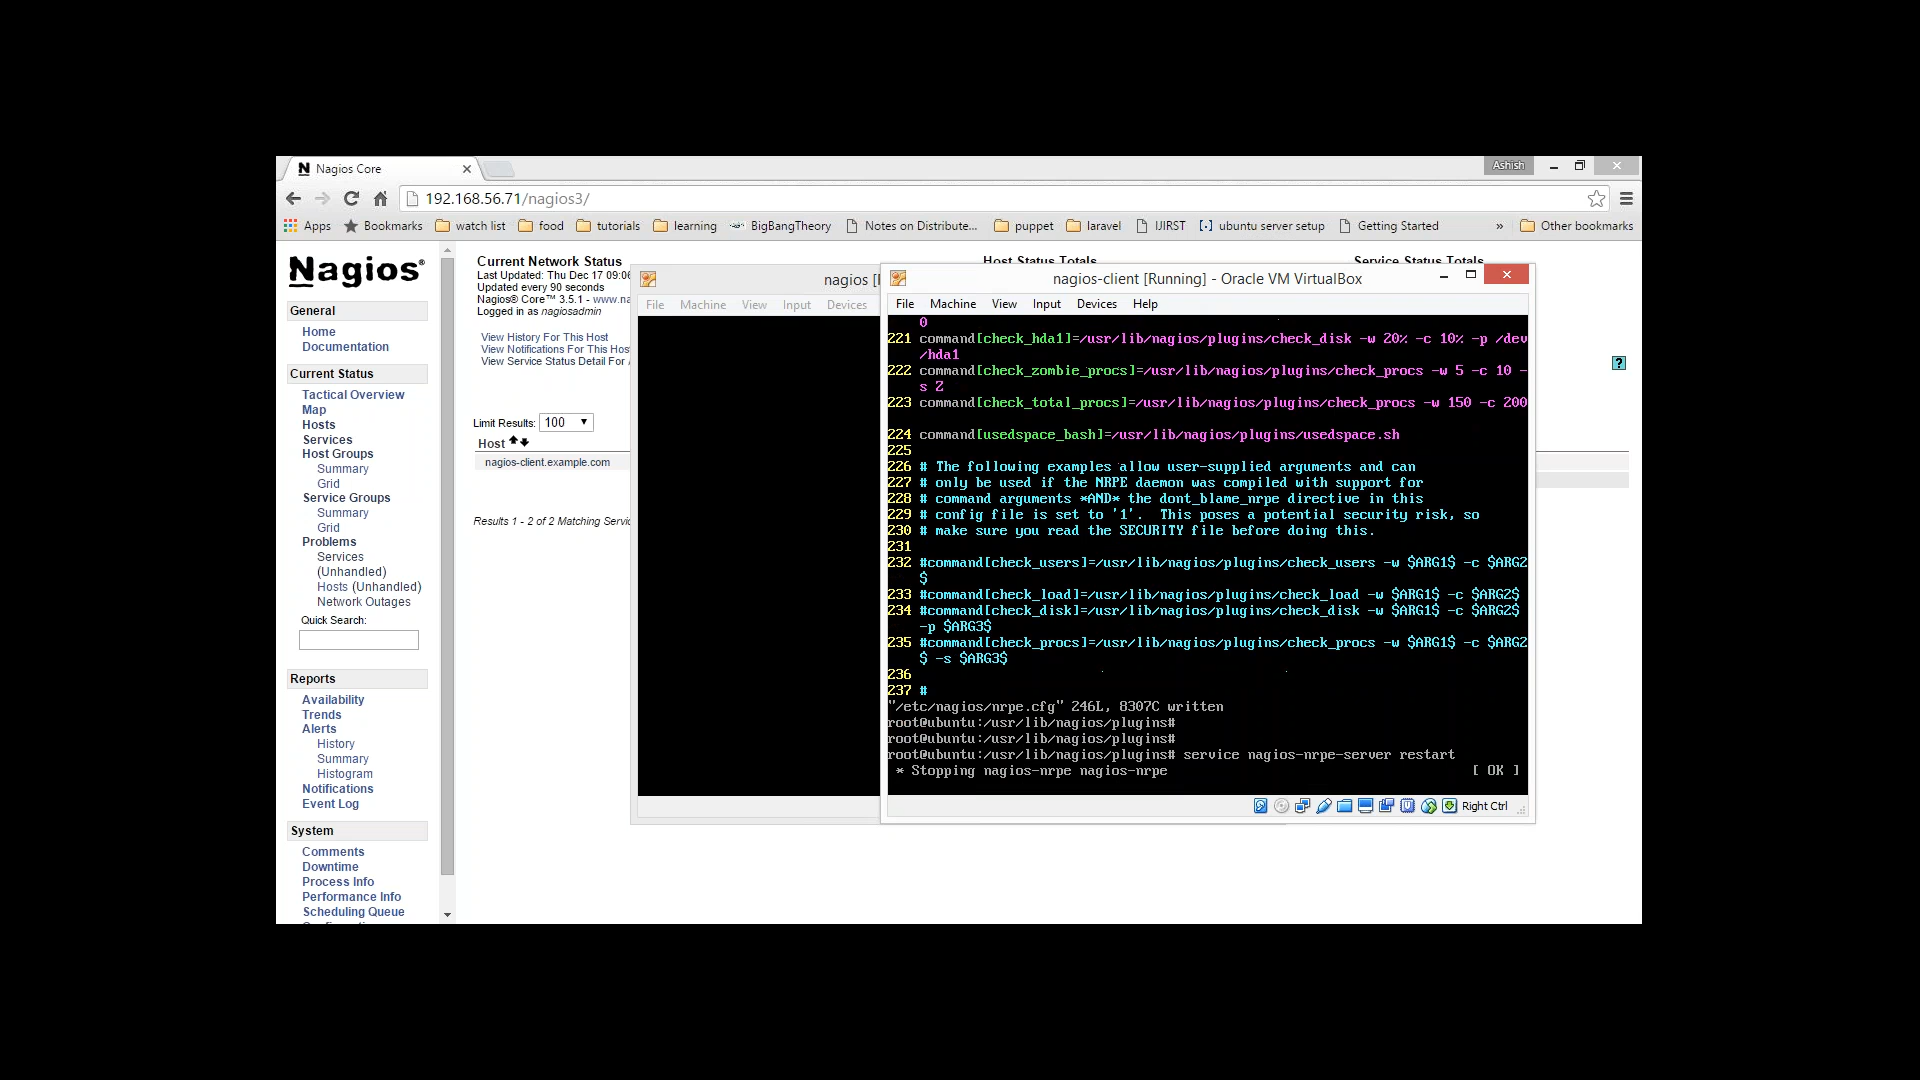 Nagios Core
Ashish
192.168.56.71/nagios3/
Apps Bookmarks watch list food tutorials learning BigBangTheory Notes on Distribute... puppet laravel IJIRST ubuntu server setup Getting Started » Other bookmarks
Nagios®
General
Home
Documentation
Current Status
Tactical Overview
Map
Hosts
Services
Host Groups
Summary
Grid
Service Groups
Summary
Grid
Problems
Services
(Unhandled)
Hosts (Unhandled)
Network Outages
Quick Search:
Reports
Availability
Trends
Alerts
History
Summary
Histogram
Notifications
Event Log
System
Comments
Downtime
Process Info
Performance Info
Scheduling Queue
Current Network Status
Last Updated: Thu Dec 17 09:06
Updated every 90 seconds
Nagios® Core™ 3.5.1 - www.na
Logged in as nagiosadmin
View History For This Host
View Notifications For This Hos
View Service Status Detail For
Limit Results: 100
Host
nagios-client.example.com
Results 1 - 2 of 2 Matching Servic
Host Status Totals
Service Status Totals
?
nagios [
File Machine View Input Devices
nagios-client [Running] - Oracle VM VirtualBox
File Machine View Input Devices Help
0
221 command[check_hda1]=/usr/lib/nagios/plugins/check_disk -w 20% -c 10% -p /dev
/hda1
222 command[check_zombie_procs]=/usr/lib/nagios/plugins/check_procs -w 5 -c 10 -
s Z
223 command[check_total_procs]=/usr/lib/nagios/plugins/check_procs -w 150 -c 200
224 command[usedspace_bash]=/usr/lib/nagios/plugins/usedspace.sh
225
226 # The following examples allow user-supplied arguments and can
227 # only be used if the NRPE daemon was compiled with support for
228 # command arguments *AND* the dont_blame_nrpe directive in this
229 # config file is set to '1'.  This poses a potential security risk, so
230 # make sure you read the SECURITY file before doing this.
231
232 #command[check_users]=/usr/lib/nagios/plugins/check_users -w $ARG1$ -c $ARG2
$
233 #command[check_load]=/usr/lib/nagios/plugins/check_load -w $ARG1$ -c $ARG2$
234 #command[check_disk]=/usr/lib/nagios/plugins/check_disk -w $ARG1$ -c $ARG2$
-p $ARG3$
235 #command[check_procs]=/usr/lib/nagios/plugins/check_procs -w $ARG1$ -c $ARG2
$ -s $ARG3$
236
237 #
"/etc/nagios/nrpe.cfg" 246L, 8307C written
root@ubuntu:/usr/lib/nagios/plugins#
root@ubuntu:/usr/lib/nagios/plugins#
root@ubuntu:/usr/lib/nagios/plugins# service nagios-nrpe-server restart
* Stopping nagios-nrpe nagios-nrpe [ OK ]
Right Ctrl